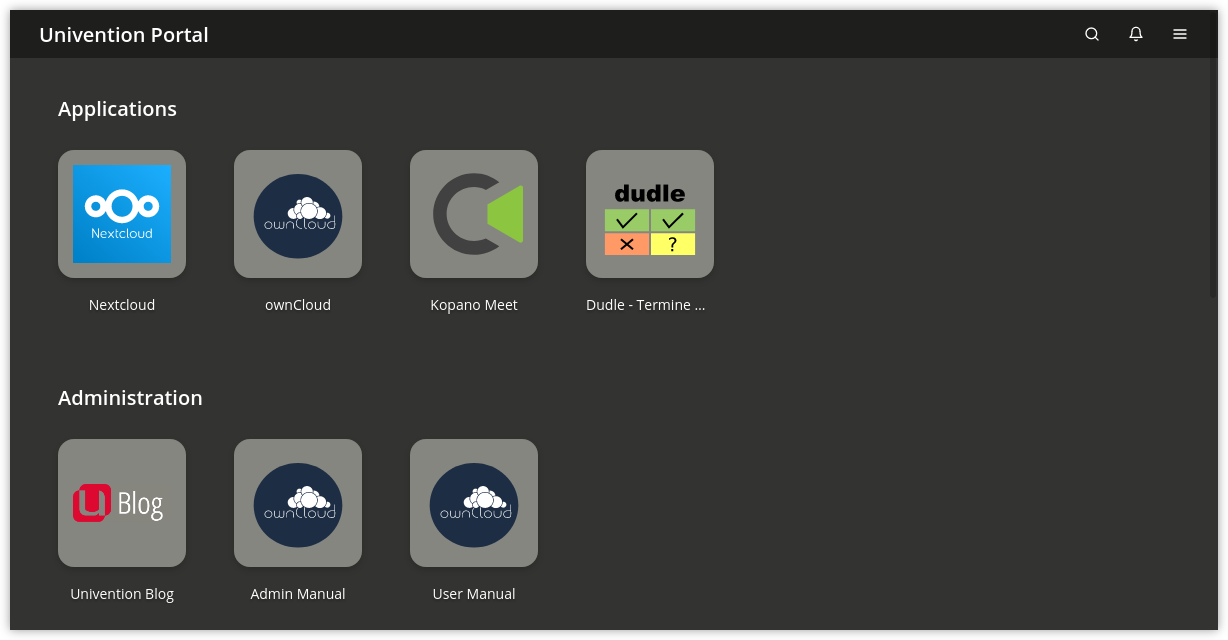 Univention Portal
Applications
Nextcloud
ownCloud
dudle
?
Nextcloud
ownCloud
Kopano Meet
Dudle - Termine ...
Administration
u Blog
ownCloud
ownCloud
Univention Blog
Admin Manual
User Manual